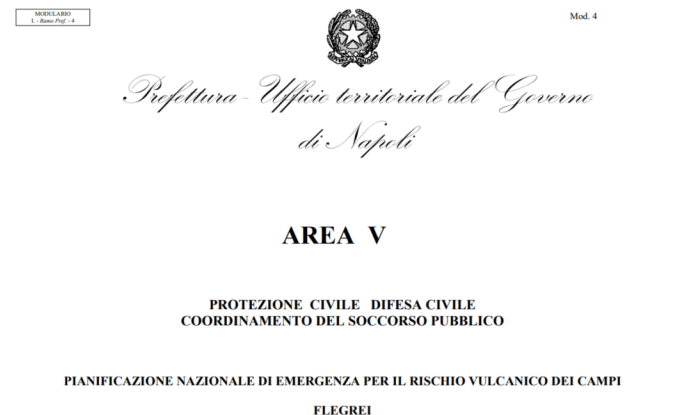 MODULARIO
I. - Ramo Pref. - 4
Mod. 4
Prefettura - Ufficio territoriale del Governo
di Napoli
AREA V
PROTEZIONE CIVILE DIFESA CIVILE
COORDINAMENTO DEL SOCCORSO PUBBLICO
PIANIFICAZIONE NAZIONALE DI EMERGENZA PER IL RISCHIO VULCANICO DEI CAMPI
FLEGREI